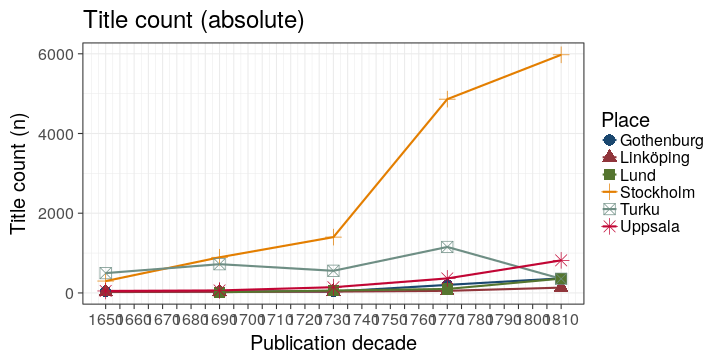 Title count (absolute)
6000
4000
2000
0
Title count (n)
1650 1660 1670 1680 1690 1700 1710 1720 1730 1740 1750 1760 1770 1780 1790 1800 1810
Publication decade
Place
Gothenburg
Linköping
Lund
Stockholm
Turku
Uppsala